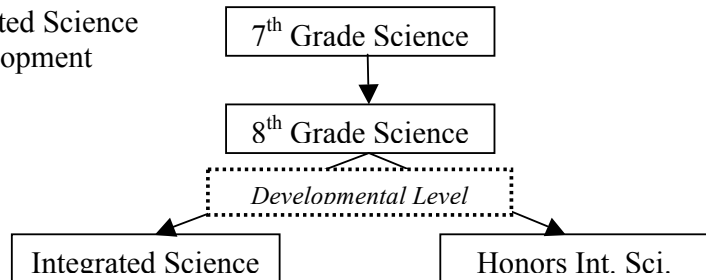 ted Science
opment
7th Grade Science
8th Grade Science
Developmental Level
Integrated Science
Honors Int. Sci.